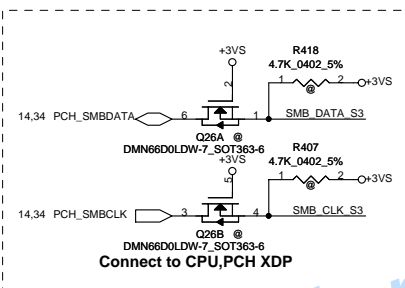 +3VS
R418
4.7K_0402_5%
2
1 2 +3VS
@
14,34 PCH_SMBDATA 6 1 SMB_DATA_S3
Q26A @
DMN66D0LDW-7_SOT363-6
+3VS
R407
4.7K_0402_5%
5
1 2 +3VS
@
14,34 PCH_SMBCLK 3 4 SMB_CLK_S3
Q26B @
DMN66D0LDW-7_SOT363-6
Connect to CPU,PCH XDP